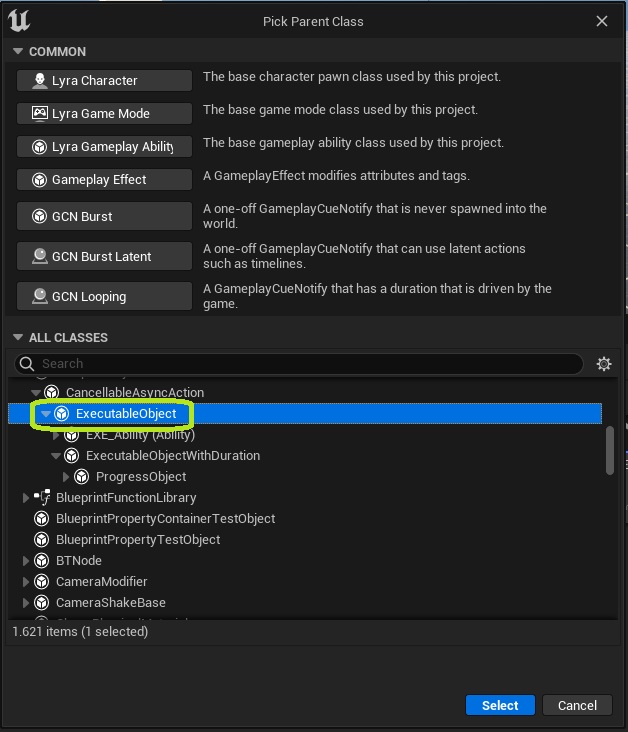 Pick Parent Class
COMMON
Lyra Character
The base character pawn class used by this project.
Lyra Game Mode
The base game mode class used by this project.
Lyra Gameplay Ability
The base gameplay ability class used by this project.
Gameplay Effect
A GameplayEffect modifies attributes and tags.
GCN Burst
A one-off GameplayCueNotify that is never spawned into the
world.
GCN Burst Latent
A one-off GameplayCueNotify that can use latent actions
such as timelines.
GCN Looping
A GameplayCueNotify that has a duration that is driven by the
game.
ALL CLASSES
Search
CancellableAsyncAction
ExecutableObject
EXE_Ability (Ability)
ExecutableObjectWithDuration
ProgressObject
BlueprintFunctionLibrary
BlueprintPropertyContainerTestObject
BlueprintPropertyTestObject
BTNode
CameraModifier
CameraShakeBase
1.621 items (1 selected)
Select
Cancel